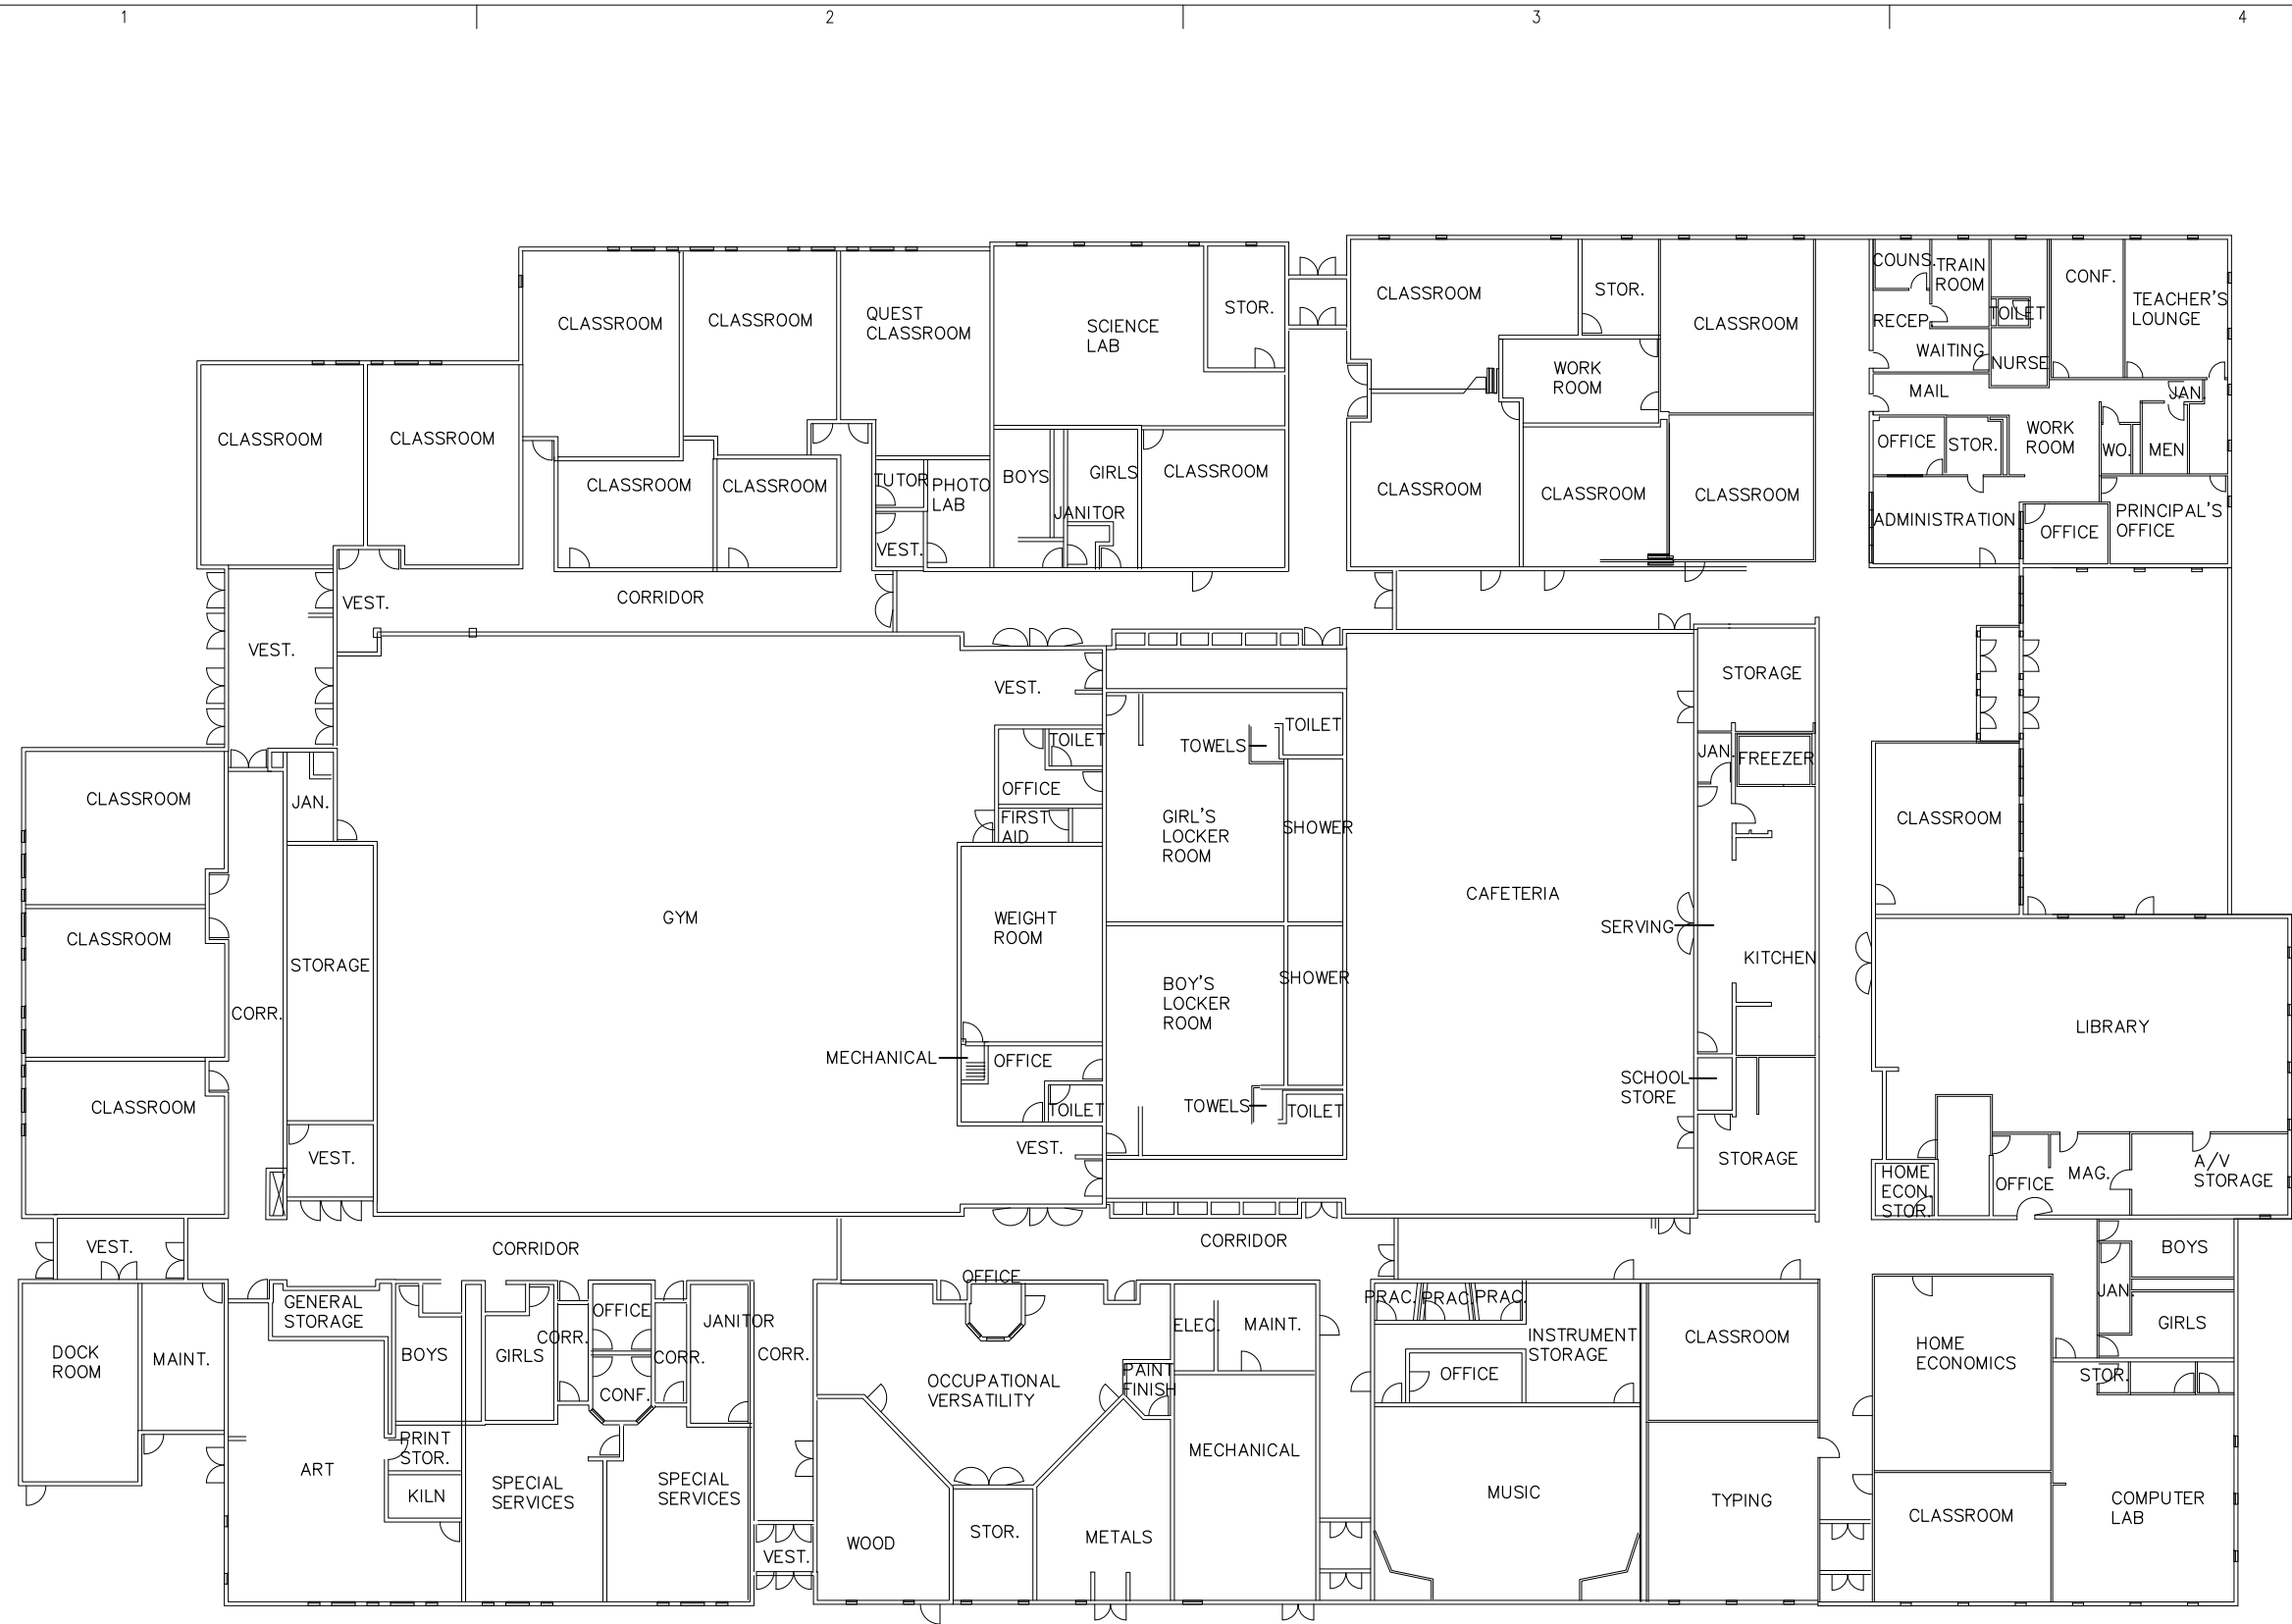 1
2
3
4
COUNS.
TRAIN
ROOM
CONF.
TEACHER'S
LOUNGE
TOILET
RECEP.
WAITING
NURSE
MAIL
JAN.
OFFICE
STOR.
WORK
ROOM
WO.
MEN
ADMINISTRATION
OFFICE
PRINCIPAL'S
OFFICE
CLASSROOM
CLASSROOM
QUEST
CLASSROOM
SCIENCE
LAB
STOR.
CLASSROOM
STOR.
CLASSROOM
WORK
ROOM
CLASSROOM
CLASSROOM
CLASSROOM
CLASSROOM
TUTOR
PHOTO
LAB
BOYS
GIRLS
CLASSROOM
JANITOR
VEST.
CLASSROOM
CLASSROOM
CLASSROOM
VEST.
CORRIDOR
VEST.
VEST.
STORAGE
TOILET
OFFICE
FIRST
AID
TOWELS
TOILET
JAN.
FREEZER
CLASSROOM
JAN.
GIRL'S
LOCKER
ROOM
SHOWER
CLASSROOM
CLASSROOM
STORAGE
CORR.
GYM
WEIGHT
ROOM
CAFETERIA
SERVING
KITCHEN
BOY'S
LOCKER
ROOM
SHOWER
LIBRARY
MECHANICAL
OFFICE
TOILET
SCHOOL
STORE
TOWELS
TOILET
CLASSROOM
VEST.
VEST.
STORAGE
HOME
ECON.
STOR.
OFFICE
MAG.
A/V
STORAGE
VEST.
CORRIDOR
CORRIDOR
BOYS
JAN.
GIRLS
STOR.
GENERAL
STORAGE
OFFICE
JANITOR
OFFICE
ELEC.
MAINT.
PRAC.
PRAC.
PRAC.
INSTRUMENT
STORAGE
OFFICE
CLASSROOM
HOME
ECONOMICS
DOCK
ROOM
MAINT.
BOYS
GIRLS
CORR.
CORR.
CONF.
CORR.
OCCUPATIONAL
VERSATILITY
PAINT
FINISH
PRINT
STOR.
ART
KILN
SPECIAL
SERVICES
SPECIAL
SERVICES
MECHANICAL
MUSIC
TYPING
CLASSROOM
COMPUTER
LAB
VEST.
WOOD
STOR.
METALS